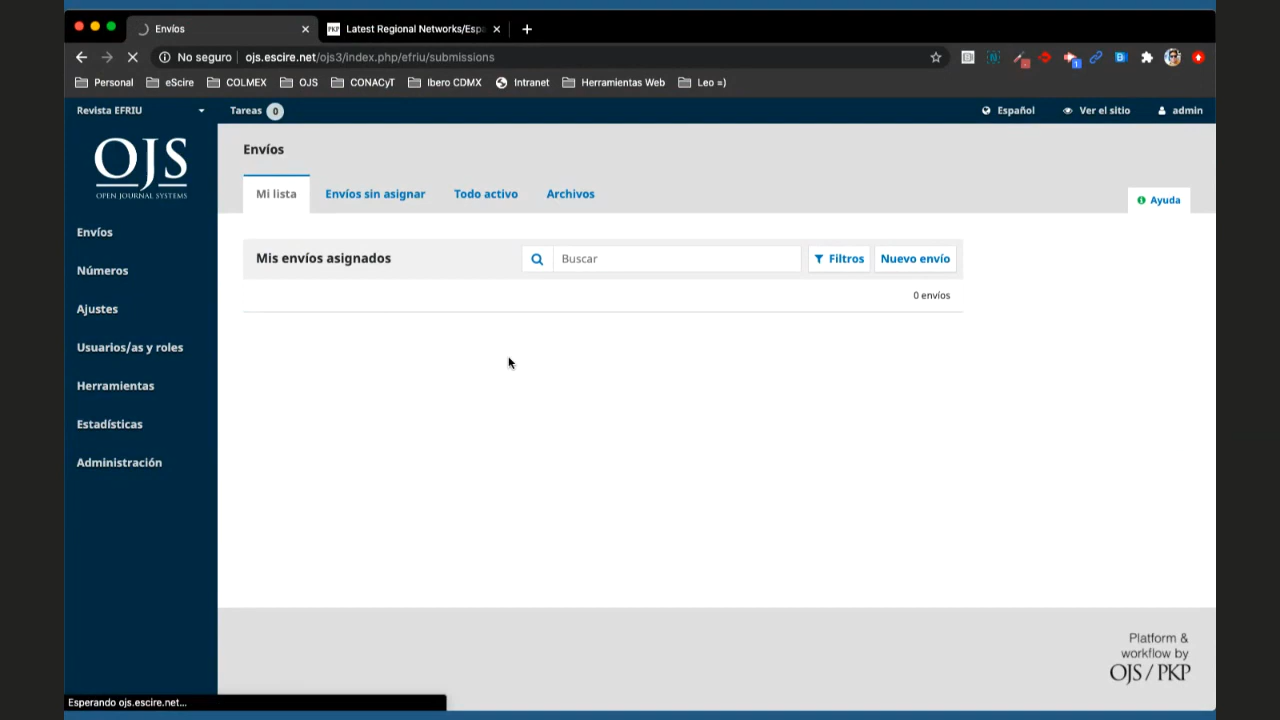 Envíos
PKP Latest Regional Networks/Esp
No seguro
ojs.escire.net/ojs3/index.php/efriu/submissions
Personal
eScire
COLMEX
OJS
CONACyT
Ibero CDMX
Intranet
Herramientas Web
Leo =)
Revista EFRIU
Tareas 0
Español
Ver el sitio
admin
OJS
OPEN JOURNAL SYSTEMS
Envíos
Números
Ajustes
Usuarios/as y roles
Herramientas
Estadísticas
Administración
Envíos
Mi lista
Envíos sin asignar
Todo activo
Archivos
Ayuda
Mis envíos asignados
Buscar
Filtros
Nuevo envío
0 envíos
Platform &
workflow by
OJS / PKP
Esperando ojs.escire.net...